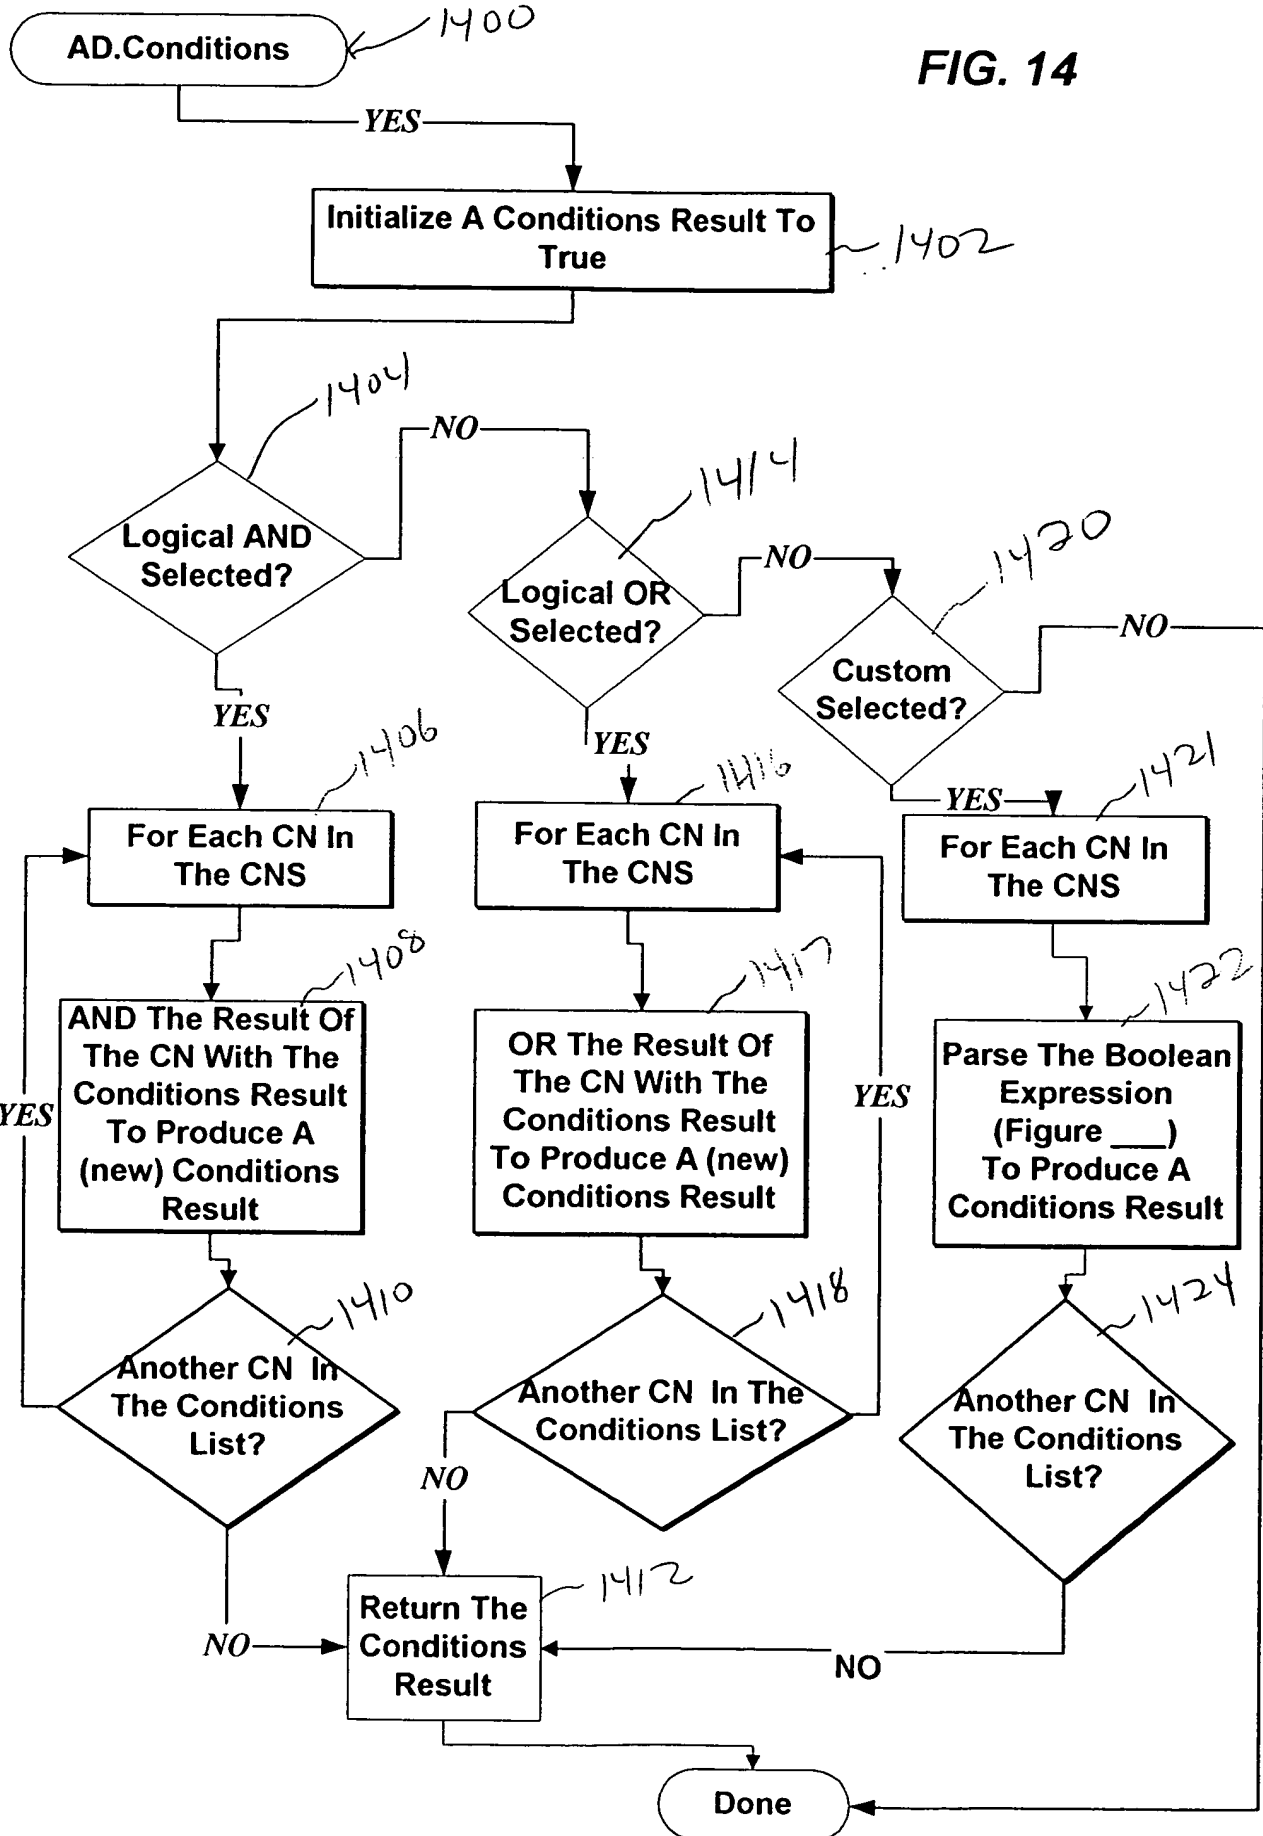 AD.Conditions
1400
FIG. 14
YES
Initialize A Conditions Result To
True
1402
1404
NO
1414
Logical AND
Selected?
NO
1420
Logical OR
Selected?
NO
Custom
Selected?
YES
YES
YES
1406
1416
1421
For Each CN In
The CNS
For Each CN In
The CNS
For Each CN In
The CNS
1408
1417
1422
AND The Result Of
The CN With The
Conditions Result
To Produce A
(new) Conditions
Result
YES
OR The Result Of
The CN With The
Conditions Result
To Produce A (new)
Conditions Result
YES
Parse The Boolean
Expression
(Figure ___)
To Produce A
Conditions Result
1410
1418
1424
Another CN In
The Conditions
List?
Another CN In The
Conditions List?
Another CN In
The Conditions
List?
NO
1412
NO
Return The
Conditions
Result
NO
Done